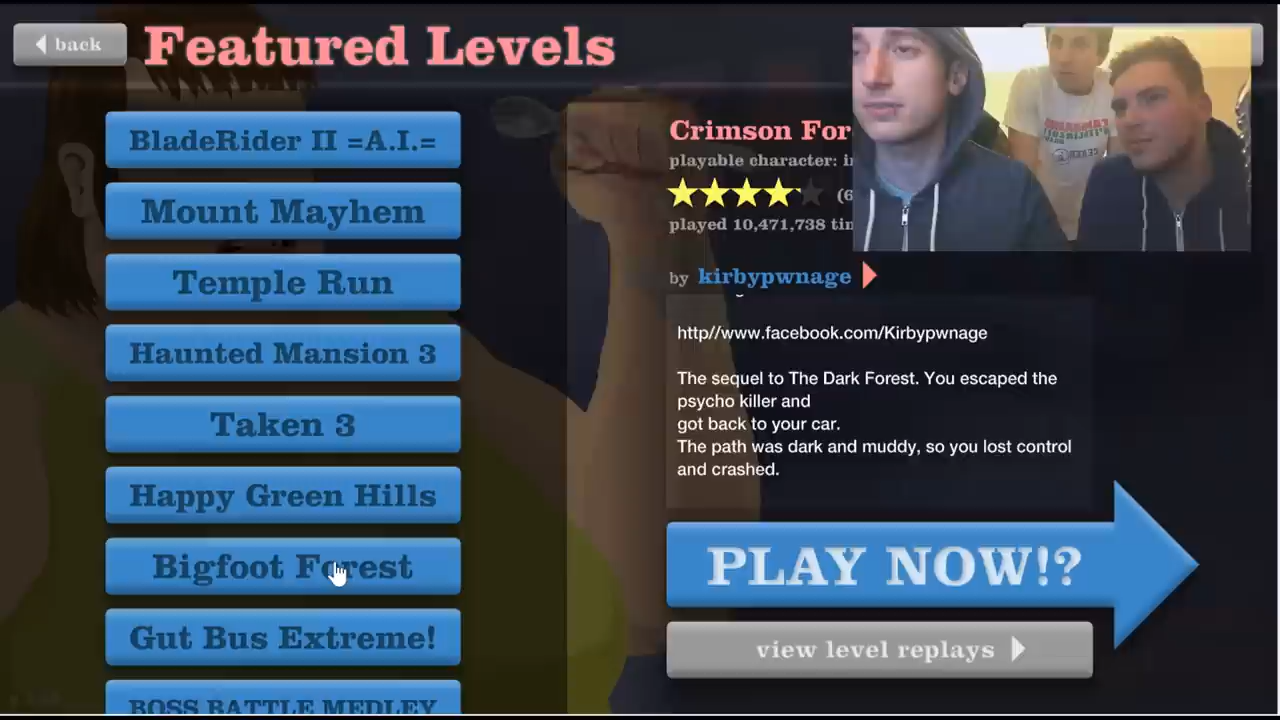 back
Featured Levels
BladeRider II =A.I.=
Mount Mayhem
Temple Run
Haunted Mansion 3
Taken 3
Happy Green Hills
Bigfoot Forest
Gut Bus Extreme!
BOSS BATTLE MEDLEY
Crimson For
playable character:
(6
played 10,471,738
by kirbypwnage
http//www.facebook.com/Kirbypwnage
The sequel to The Dark Forest. You escaped the
psycho killer and
got back to your car.
The path was dark and muddy, so you lost control
and crashed.
PLAY NOW!?
view level replays